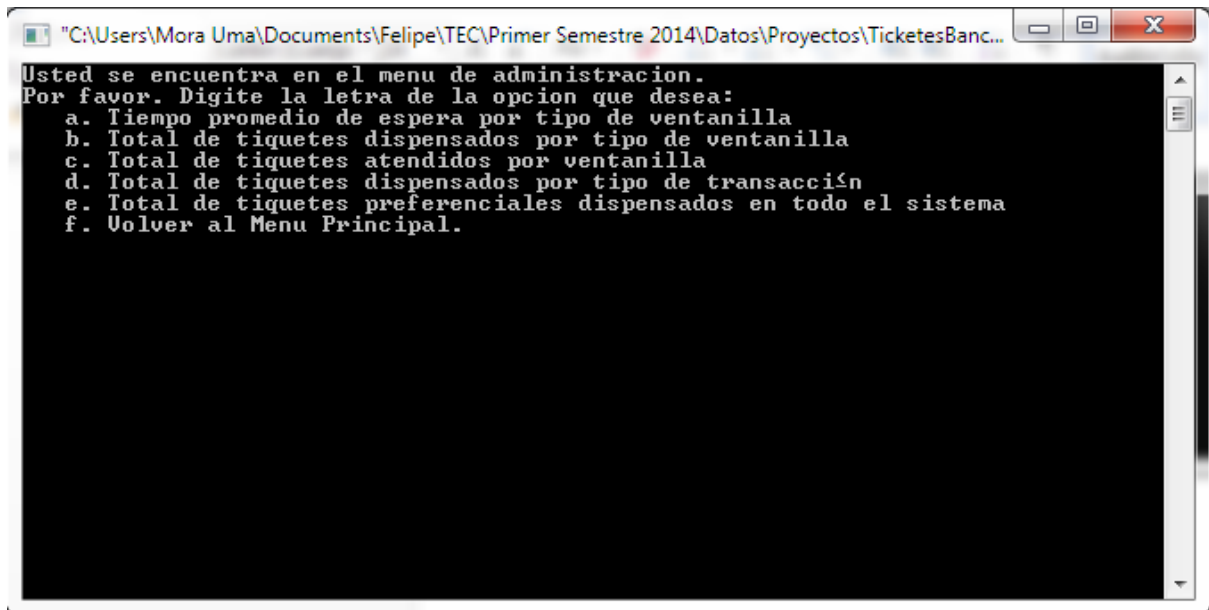 "C:\Users\Mora Uma\Documents\Felipe\TEC\Primer Semestre 2014\Datos\Proyectos\TicketesBanc...
Usted se encuentra en el menu de administracion.
Por favor. Digite la letra de la opcion que desea:
a. Tiempo promedio de espera por tipo de ventanilla
b. Total de tiquetes dispensados por tipo de ventanilla
c. Total de tiquetes atendidos por ventanilla
d. Total de tiquetes dispensados por tipo de transacci≤n
e. Total de tiquetes preferenciales dispensados en todo el sistema
f. Volver al Menu Principal.